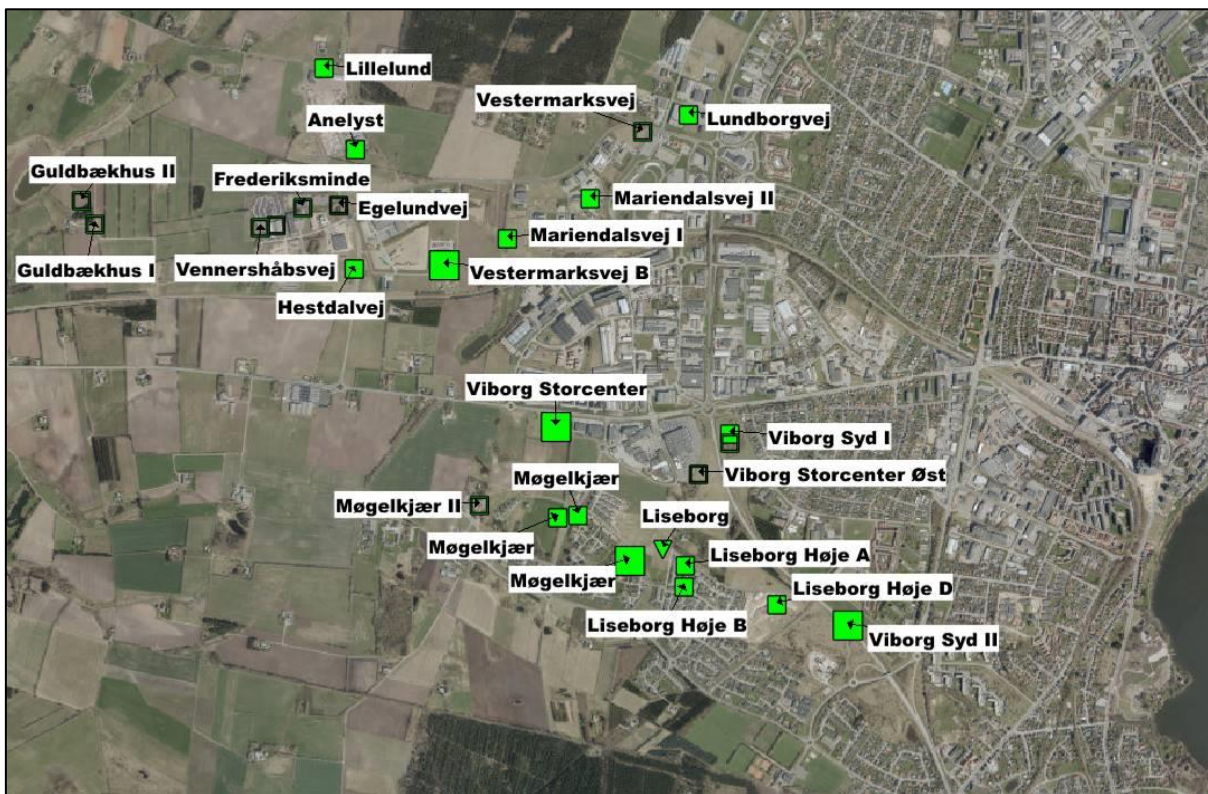 Lillelund
Vestermarksvej
Lundborgvej
Anelyst
Guldbækhus II
Frederiksminde
Egelundvej
Mariendalsvej II
Mariendalsvej I
Guldbækhus I
Vennershåbsvej
Vestermarksvej B
Hestdalvej
Viborg Storcenter
Viborg Syd I
Viborg Storcenter Øst
Møgelkjær
Møgelkjær II
Liseborg
Møgelkjær
Liseborg Høje A
Møgelkjær
Liseborg Høje D
Liseborg Høje B
Viborg Syd II